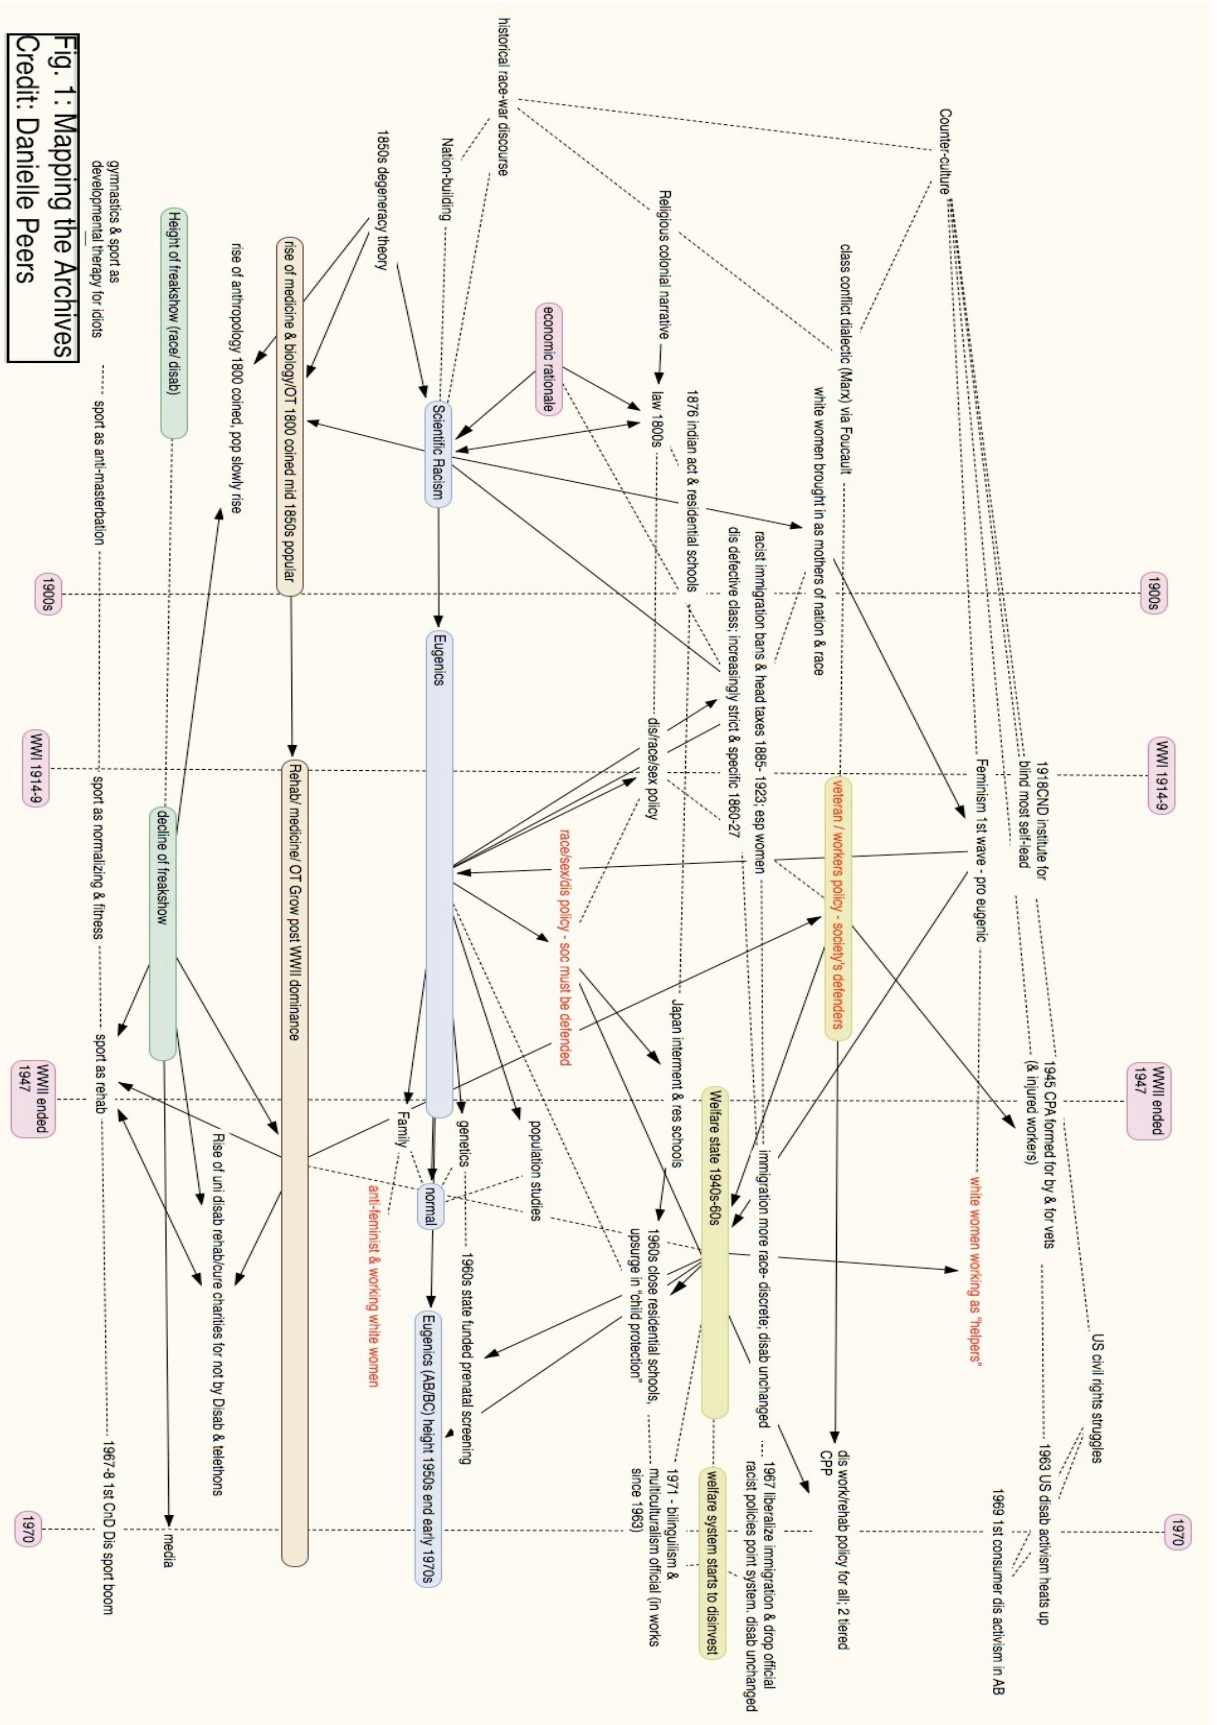 1900s
WWI 1914-9
WWII ended
1947
1970
US civil rights struggles
1918CND institute for
blind most self-lead
1945 CPA formed for by & for vets
(& injured workers)
1963 US disab activism heats up
1969 1st consumer dis activism in AB
Counter-culture
Feminism 1st wave - pro eugenic
white women working as "helpers"
class conflict dialectic (Marx) via Foucault
veteran / workers policy - society's defenders
dis work/rehab policy for all; 2 tiered
CPP
white women brought in as mothers of nation & race
racist immigration bans & head taxes 1885- 1923; esp women
immigration more race- discrete; disab unchanged
1967 liberalize immigration & drop official
racist policies point system. disab unchanged
dis defective class; increasingly strict & specific 1860-27
Welfare state 1940s-60s
welfare system starts to disinvest
1876 indian act & residential schools
Japan interment & res schools
1971 - bilinguilism &
multiculturalism official (in works
since 1963)
Religious colonial narrative
law 1800s
dis/race/sex policy
1960s close residential schools,
upsurge in "child protection"
economic rationale
race/sex/dis policy - soc must be defended
population studies
historical race-war discourse
Nation-building
genetics
1960s state funded prenatal screening
Scientific Racism
Eugenics
normal
Eugenics (AB/BC) height 1950s end early 1970s
Family
anti-feminist & working white women
1850s degeneracy theory
rise of medicine & biology/OT 1800 coined mid 1850s popular
Rehab/ medicine/ OT Grow post WWII dominance
rise of anthropology 1800 coined, pop slowly rise
Rise of uni disab rehab/cure charities for not by Disab & telethons
Height of freakshow (race/ disab)
decline of freakshow
media
gymnastics & sport as
developmental therapy for idiots
sport as anti-masterbation
sport as normalizing & fitness
sport as rehab
1967-8 1st CnD Dis sport boom
1900s
WWI 1914-9
WWII ended
1947
1970
Fig. 1: Mapping the Archives
Credit: Danielle Peers